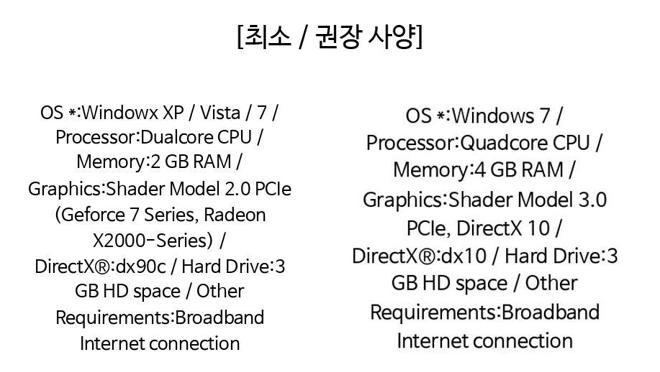 [최소 / 권장 사양]
OS *:Windowx XP / Vista / 7 /
Processor:Dualcore CPU /
Memory:2 GB RAM /
Graphics:Shader Model 2.0 PCIe
(Geforce 7 Series, Radeon
X2000-Series) /
DirectX®:dx90c / Hard Drive:3
GB HD space / Other
Requirements:Broadband
Internet connection
OS *:Windows 7 /
Processor:Quadcore CPU /
Memory:4 GB RAM /
Graphics:Shader Model 3.0
PCIe, DirectX 10 /
DirectX®:dx10 / Hard Drive:3
GB HD space / Other
Requirements:Broadband
Internet connection